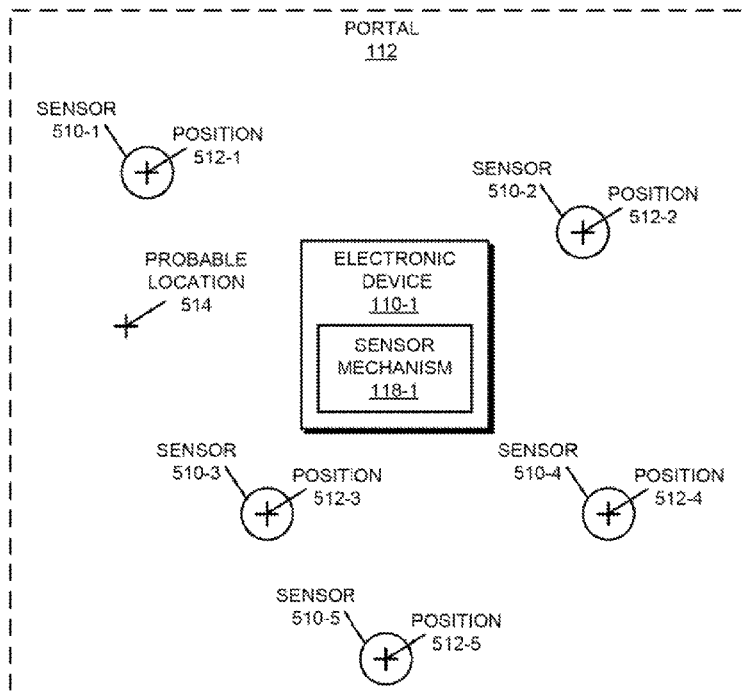 PORTAL
112
SENSOR
510-1
POSITION
512-1
SENSOR
510-2
POSITION
512-2
PROBABLE
LOCATION
514
ELECTRONIC
DEVICE
110-1
SENSOR
MECHANISM
118-1
SENSOR
510-3
POSITION
512-3
SENSOR
510-4
POSITION
512-4
SENSOR
510-5
POSITION
512-5